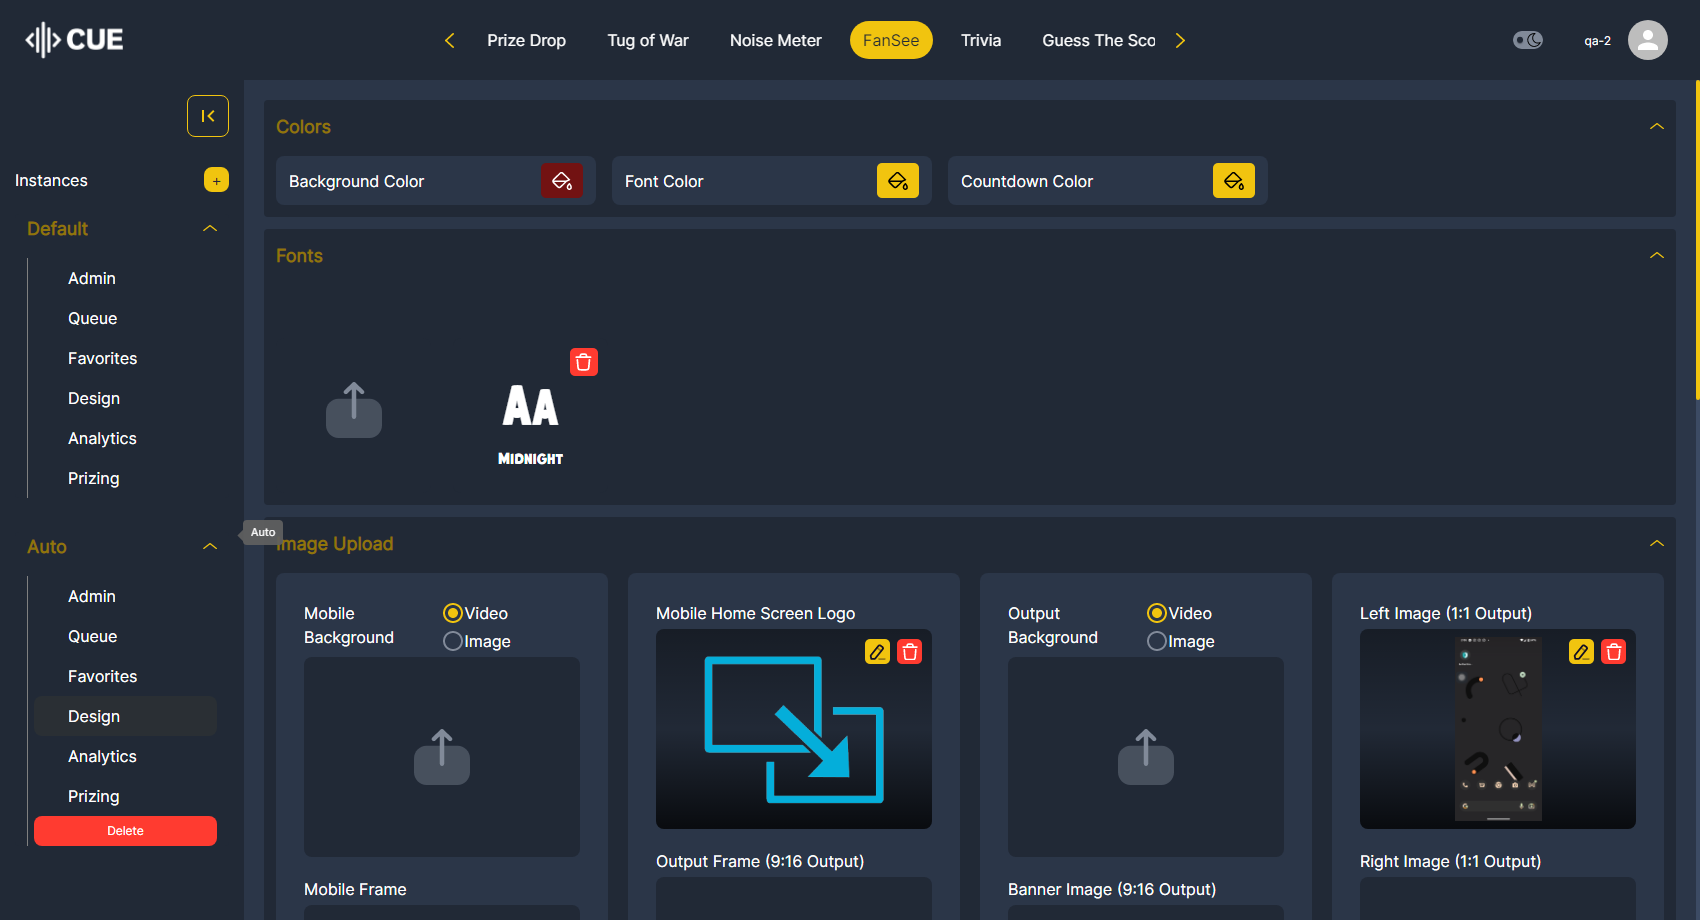 CUE
Prize Drop
Tug of War
Noise Meter
FanSee
Trivia
Guess The Sco
qa-2
Instances
+
Default
Admin
Queue
Favorites
Design
Analytics
Prizing
Auto
Admin
Queue
Favorites
Design
Analytics
Prizing
Delete
Auto
Colors
Background Color
Font Color
Countdown Color
Fonts
AA
MIDNIGHT
Image Upload
Mobile
Background
Video
Image
Mobile Frame
Mobile Home Screen Logo
Output Frame (9:16 Output)
Output
Background
Video
Image
Banner Image (9:16 Output)
Left Image (1:1 Output)
Right Image (1:1 Output)